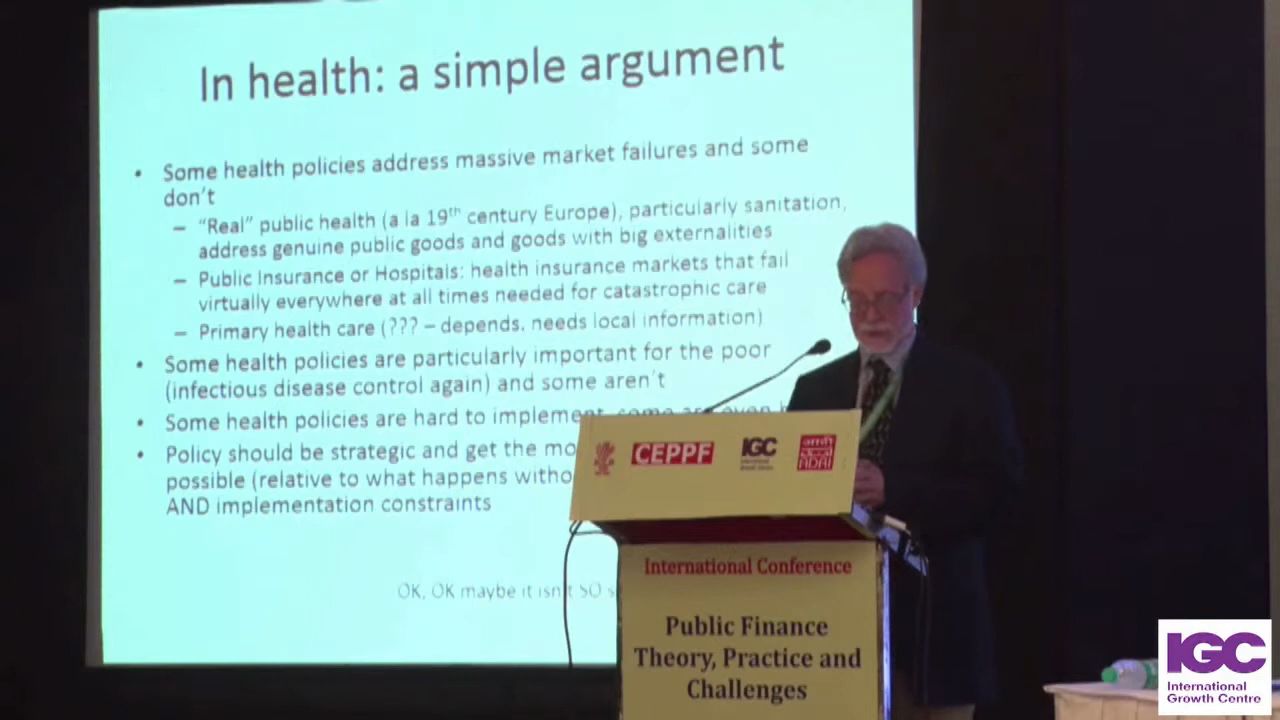 In health: a simple argument
• Some health policies address massive market failures and some
don't
– "Real" public health (a la 19th century Europe), particularly sanitation,
address genuine public goods and goods with big externalities
– Public Insurance or Hospitals: health insurance markets that fail
virtually everywhere at all times needed for catastrophic care
– Primary health care (??? – depends, needs local information)
• Some health policies are particularly important for the poor
(infectious disease control again) and some aren't
• Some health policies are hard to implement, some are even
• Policy should be strategic and get the
possible (relative to what happens
AND implementation constraints
OK, OK maybe it isn't SO
CEPPF
IGC
International Conference
Public Finance
Theory, Practice and
Challenges
IGC
International
Growth Centre